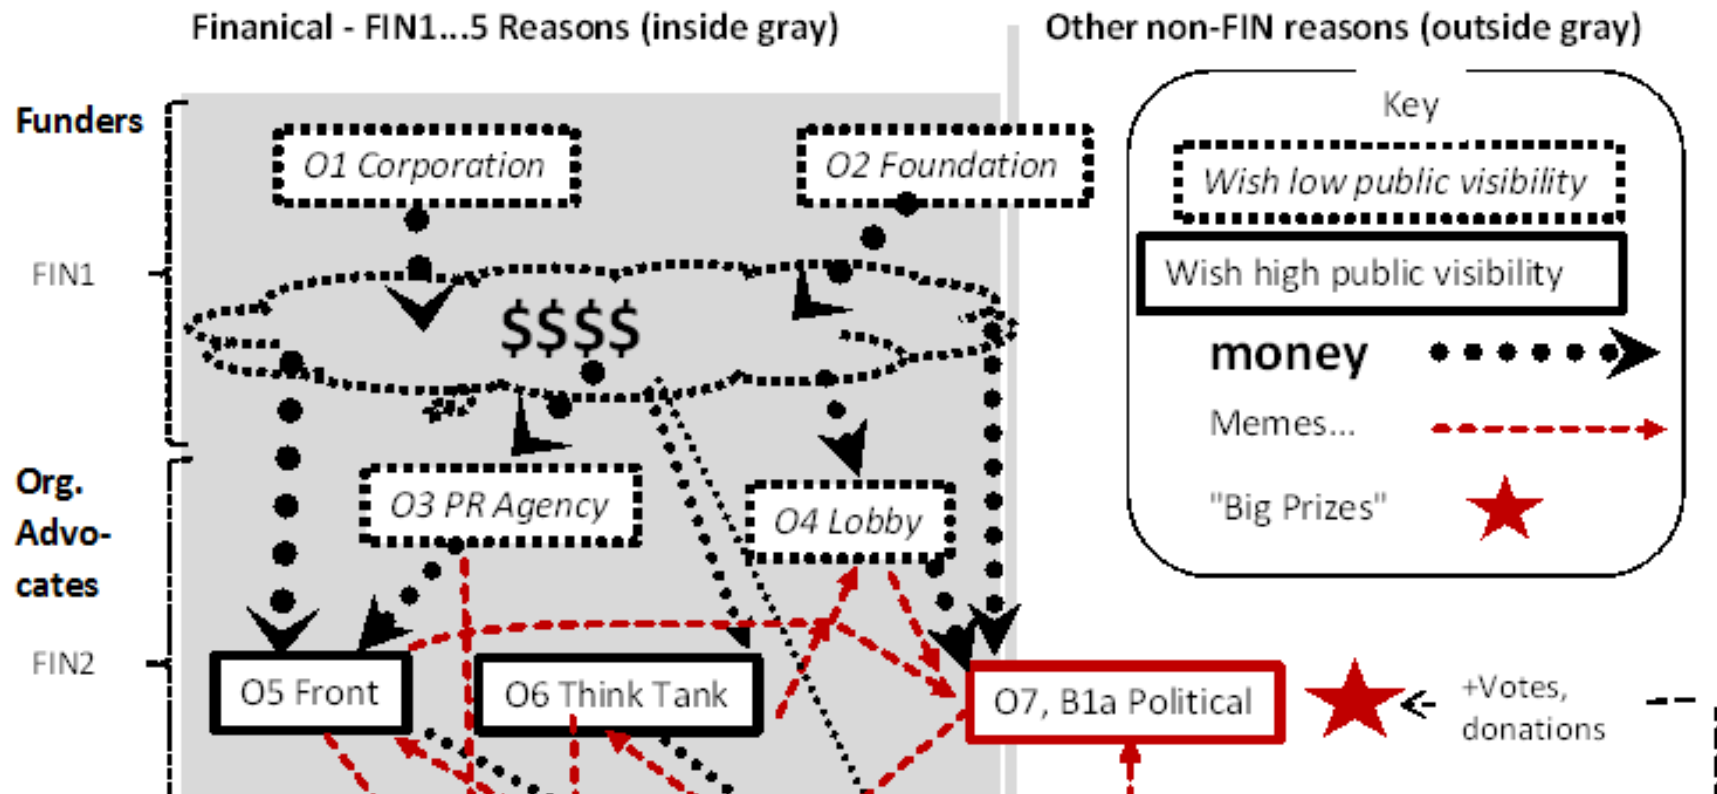 Finanical - FIN1...5 Reasons (inside gray)
Other non-FIN reasons (outside gray)
Key
Funders
O1 Corporation
O2 Foundation
Wish low public visibility
FIN1
Wish high public visibility
$$$$
money
Memes...
Org.
Advo-
cates
O3 PR Agency
O4 Lobby
"Big Prizes"
FIN2
O5 Front
O6 Think Tank
O7, B1a Political
+Votes,
donations